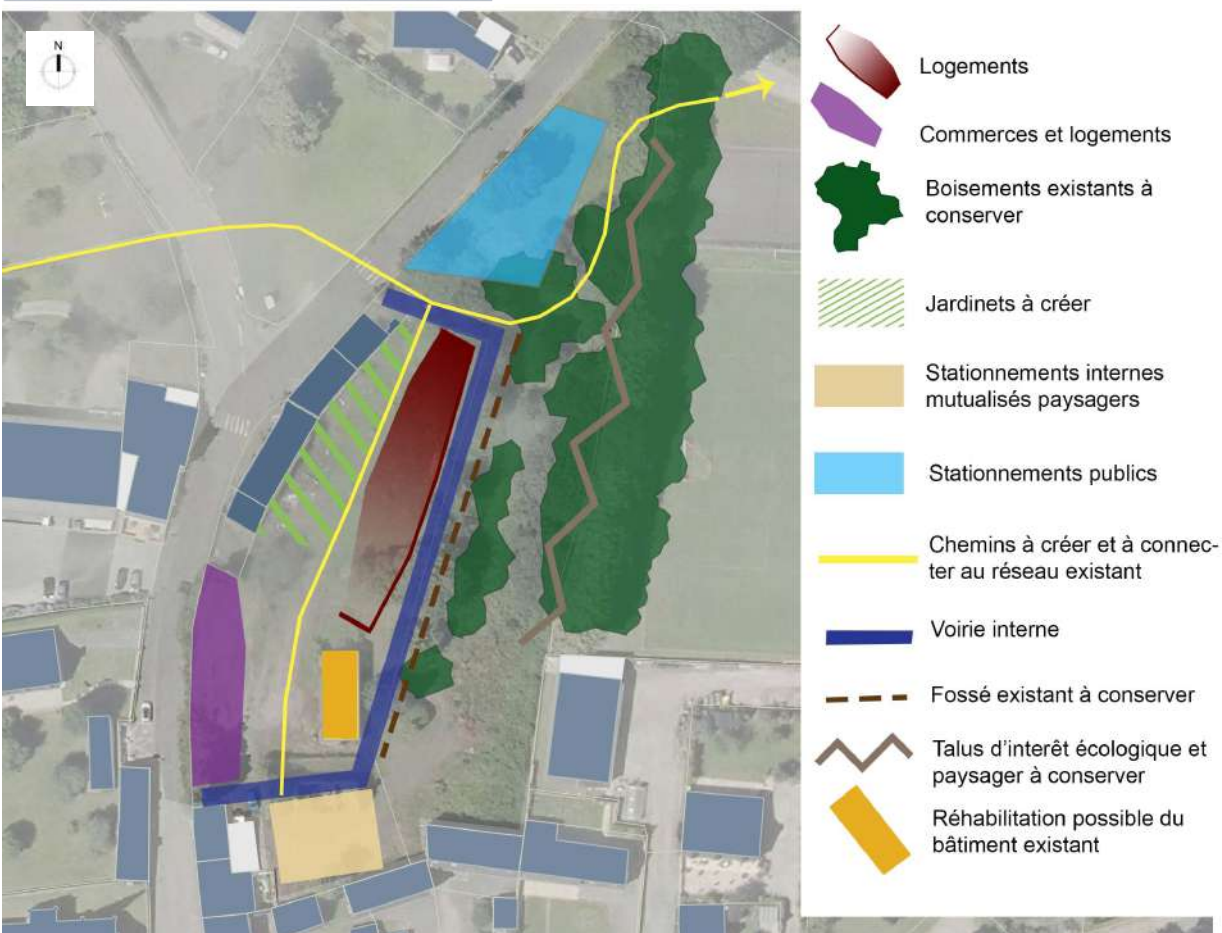 N
Logements
Commerces et logements
Boisements existants à
conserver
Jardinets à créer
Stationnements internes
mutualisés paysagers
Stationnements publics
Chemins à créer et à connec-
ter au réseau existant
Voirie interne
Fossé existant à conserver
Talus d'interêt écologique et
paysager à conserver
Réhabilitation possible du
bâtiment existant